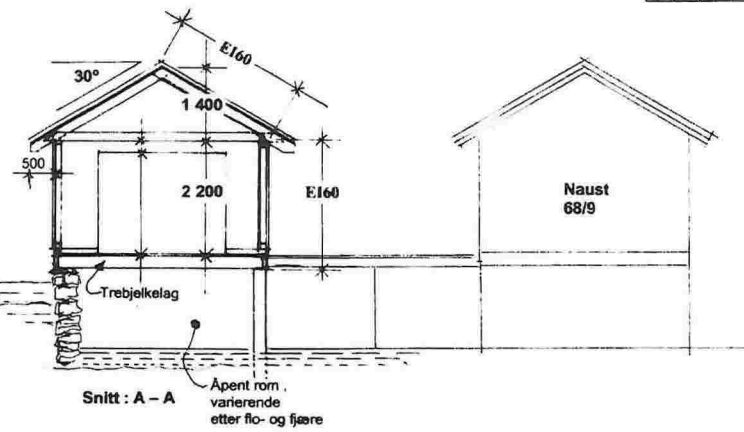 E160
30°
1 400
500
2 200
E160
Naust
68/9
Trebjelkelag
Snitt : A – A
Åpent rom ,
varierende
etter flo- og fjære